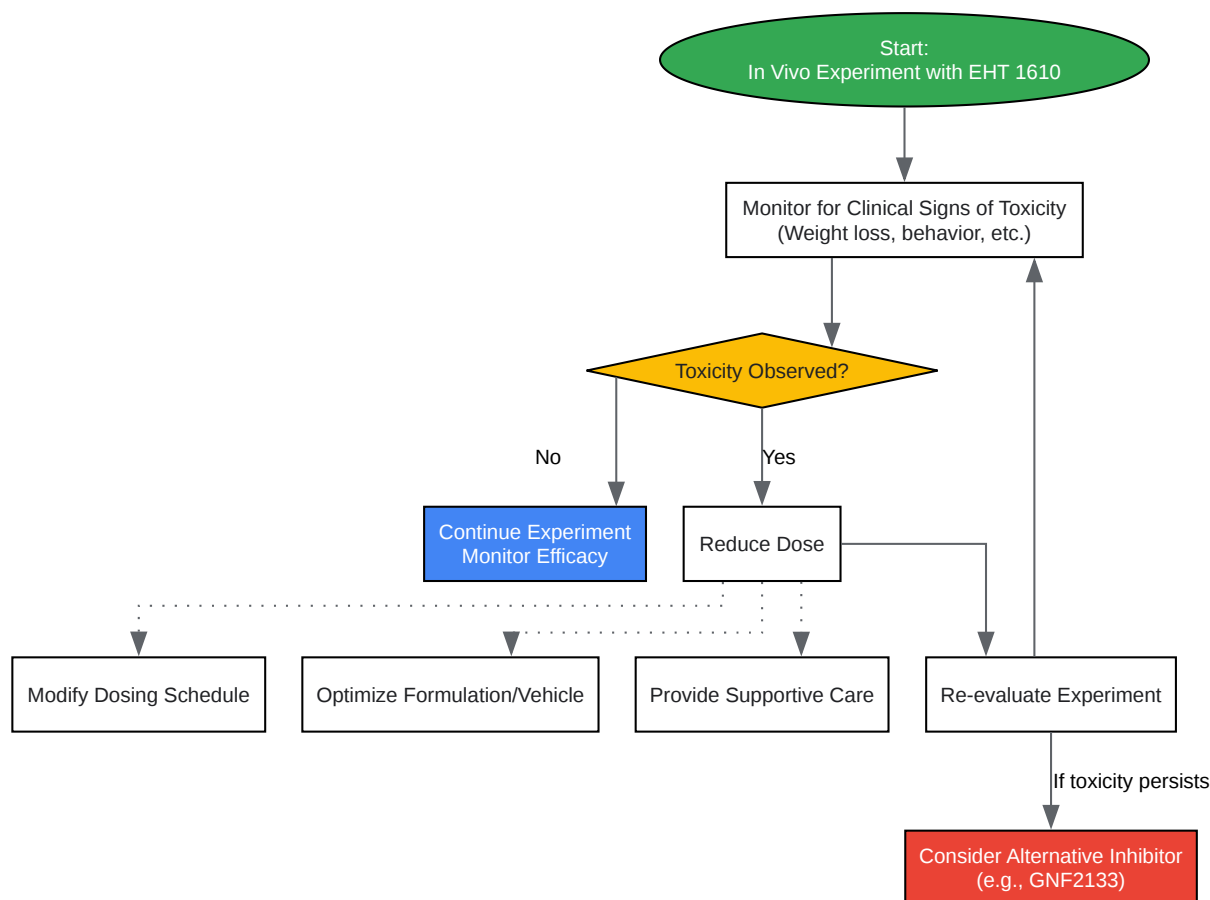 Start:
In Vivo Experiment with EHT 1610
Monitor for Clinical Signs of Toxicity
(Weight loss, behavior, etc.)
Toxicity Observed?
No
Yes
Continue Experiment
Monitor Efficacy
Reduce Dose
Modify Dosing Schedule
Optimize Formulation/Vehicle
Provide Supportive Care
Re-evaluate Experiment
If toxicity persists
Consider Alternative Inhibitor
(e.g., GNF2133)